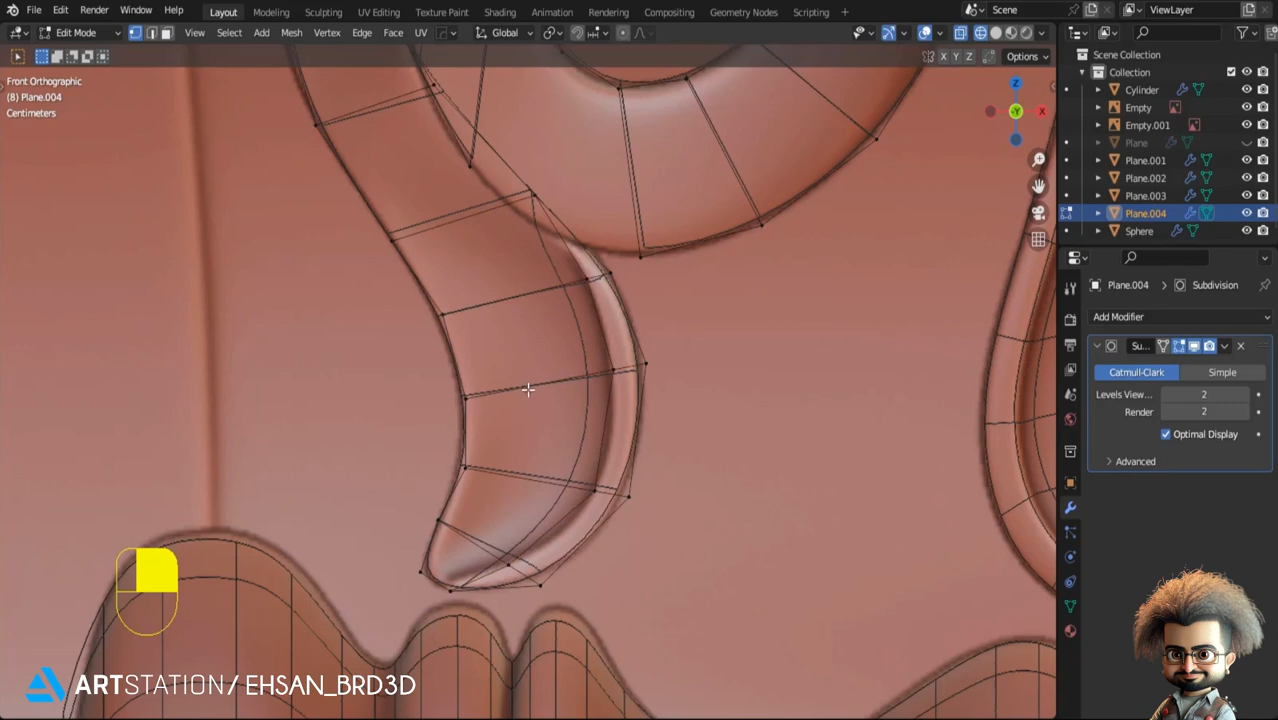 File Edit Render Window Help Layout Modeling Sculpting UV Editing Texture Paint Shading Animation Rendering Compositing Geometry Nodes Scripting + Scene ViewLayer
Edit Mode View Select Add Mesh Vertex Edge Face UV Global
X Y Z Options
Front Orthographic
(8) Plane.004
Centimeters
Z
X
-Y
Scene Collection
Collection
Cylinder
Empty
Empty.001
Plane
Plane.001
Plane.002
Plane.003
Plane.004
Sphere
Plane.004 > Subdivision
Add Modifier
Su...
Catmull-Clark Simple
Levels View... 2
Render 2
Optimal Display
Advanced
ARTSTATION/ EHSAN_BRD3D